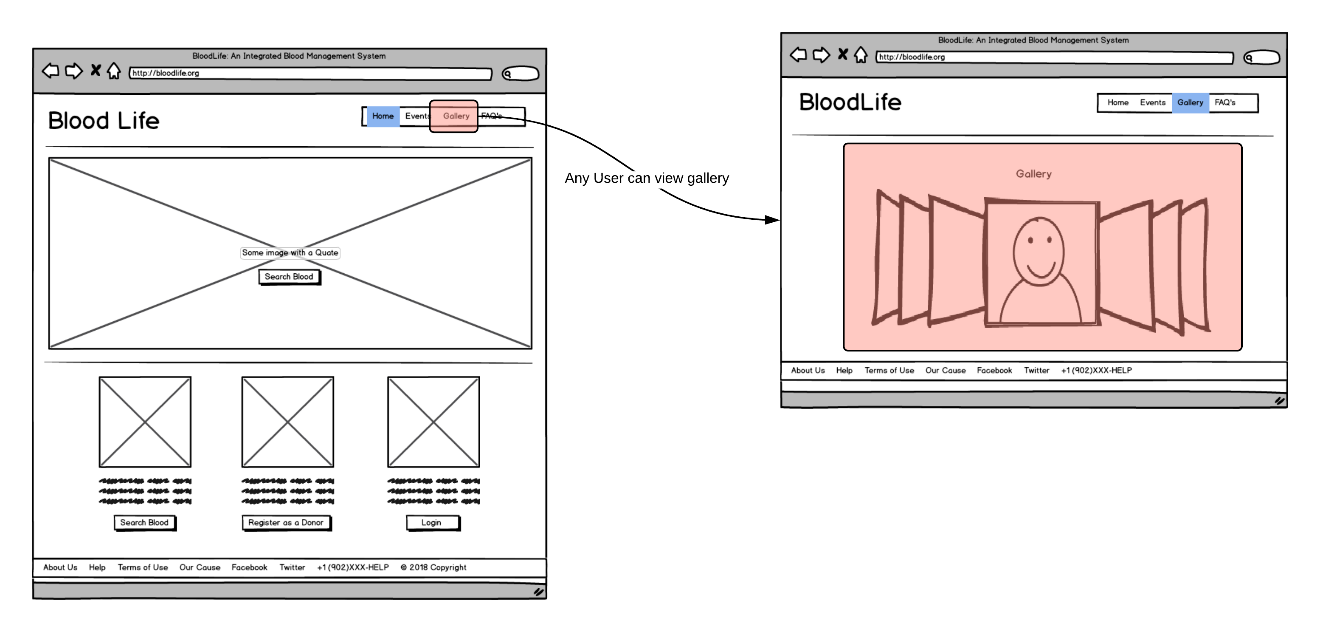 BloodLife: An Integrated Blood Management System
http://bloodlife.org
Blood Life
Home Events Gallery FAQ's
Some image with a Quote
Search Blood
Search Blood
Register as a Donor
Login
About Us Help Terms of Use Our Cause Facebook Twitter +1 (902)XXX-HELP © 2018 Copyright
Any User can view gallery
BloodLife: An Integrated Blood Management System
http://bloodlife.org
BloodLife
Home Events Gallery FAQ's
Gallery
About Us Help Terms of Use Our Cause Facebook Twitter +1 (902)XXX-HELP